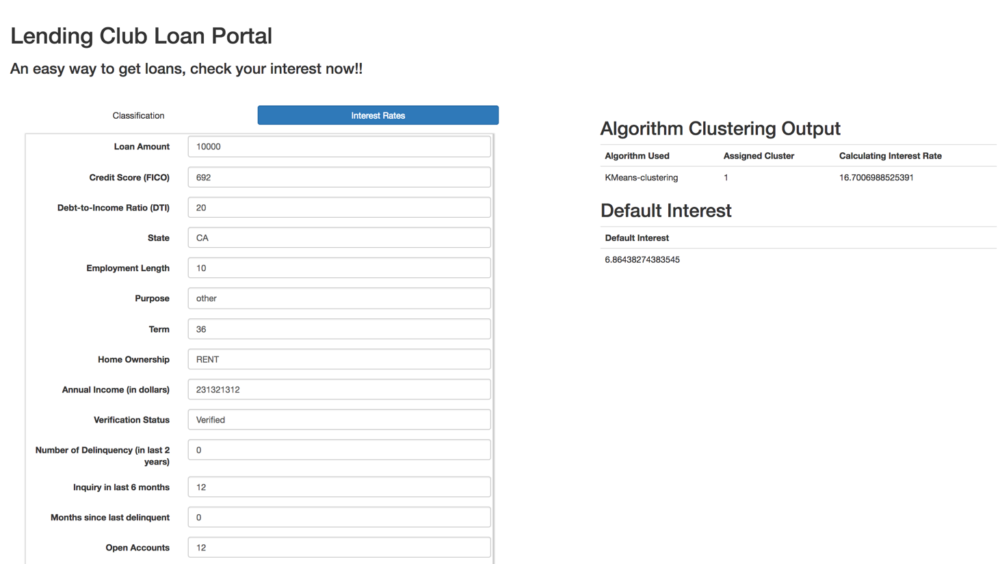 Lending Club Loan Portal
An easy way to get loans, check your interest now!!
Classification
Interest Rates
Loan Amount 10000
Credit Score (FICO) 692
Debt-to-Income Ratio (DTI) 20
State CA
Employment Length 10
Purpose other
Term 36
Home Ownership RENT
Annual Income (in dollars) 231321312
Verification Status Verified
Number of Delinquency (in last 2
years) 0
Inquiry in last 6 months 12
Months since last delinquent 0
Open Accounts 12
Algorithm Clustering Output
Algorithm Used Assigned Cluster Calculating Interest Rate
KMeans-clustering 1 16.7006988525391
Default Interest
Default Interest
6.86438274383545